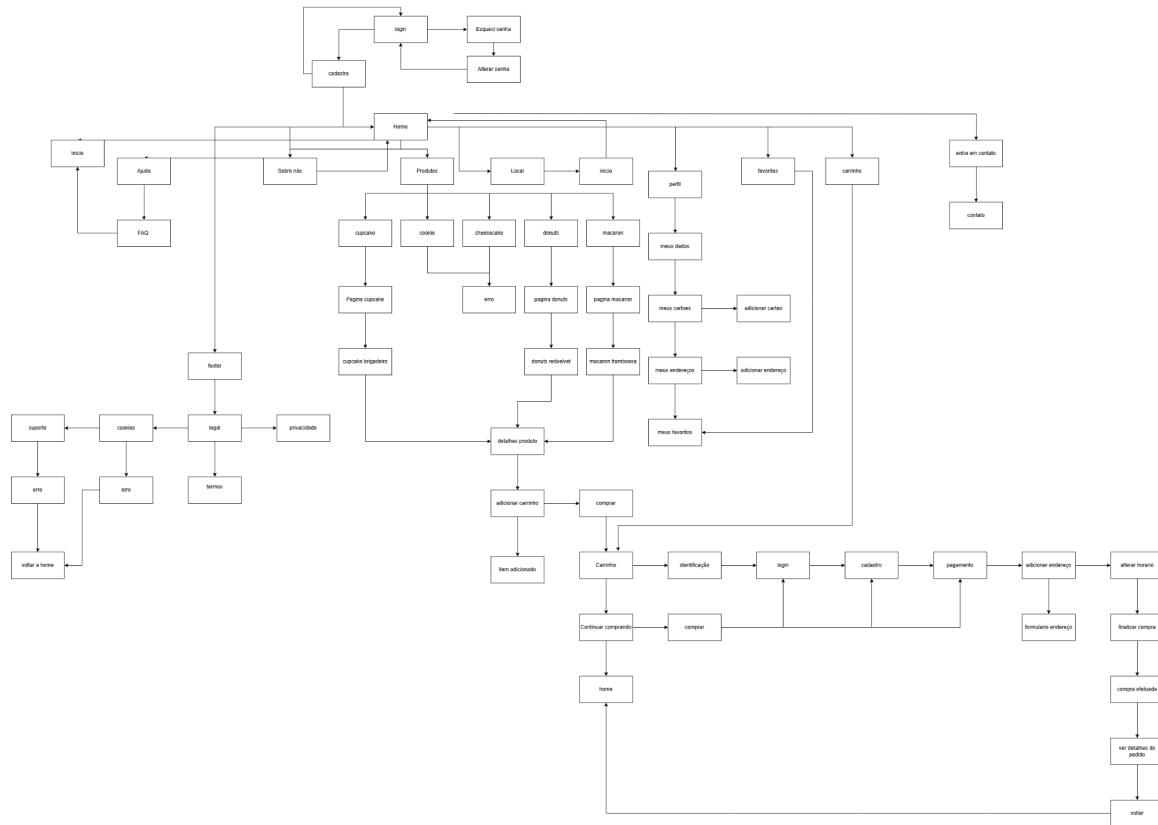 login
Esqueci senha
Alterar senha
cadastro
Home
Inicio
Ajuda
Sobre nós
Produtos
Local
inicio
perfil
favoritos
carrinho
entre em contato
contato
FAQ
cupcake
cookie
cheesecake
donuts
macaron
meus dados
Pagina cupcake
erro
pagina donuts
pagina macaron
meus cartoes
adicionar cartao
cupcake brigadeiro
donuts redvelvet
macaron framboesa
meus endereços
adicionar endereço
footer
suporte
cookies
legal
privacidade
detalhes produto
meus favoritos
erro
erro
termos
adicionar carrinho
comprar
voltar a home
item adicionado
Carrinho
identificação
login
cadastro
pagamento
adicionar endereço
alterar horario
Continuar comprando
comprar
formulario endereço
finalizar compra
home
compra efetuada
ver detalhes do
pedido
voltar